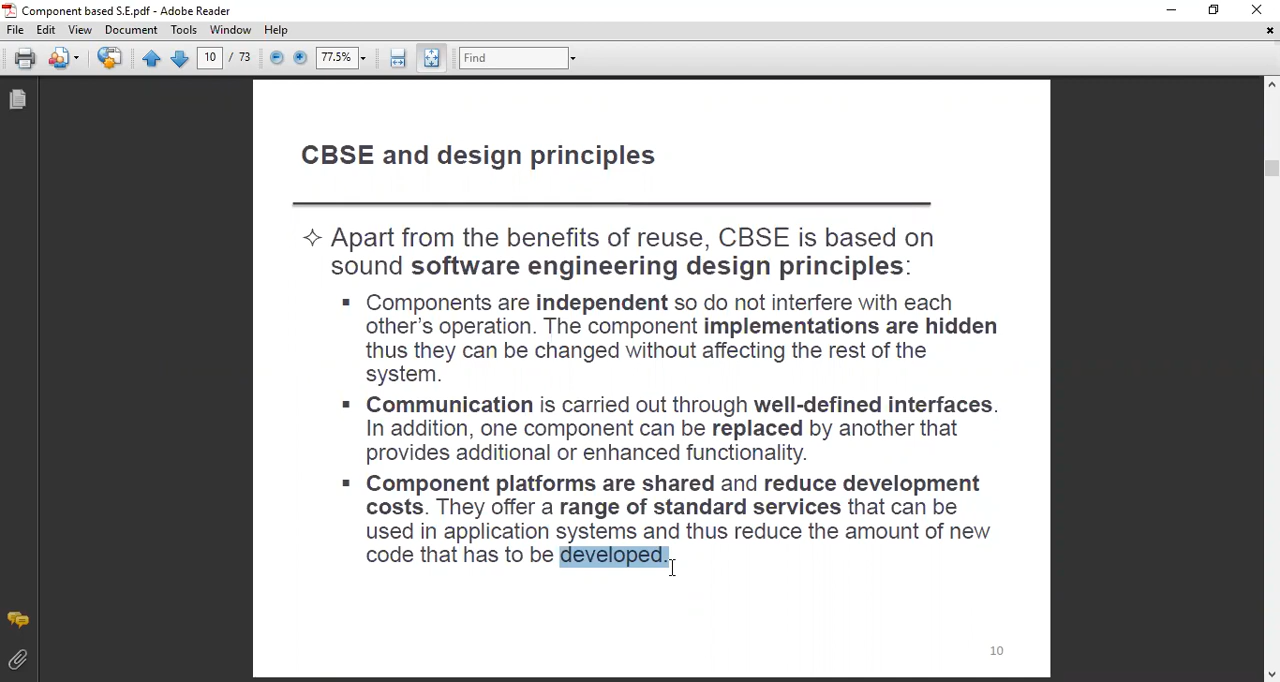 Component based S.E.pdf - Adobe Reader
File Edit View Document Tools Window Help
10 / 73 77.5% Find
CBSE and design principles
✧ Apart from the benefits of reuse, CBSE is based on
sound software engineering design principles:
▪ Components are independent so do not interfere with each
other's operation. The component implementations are hidden
thus they can be changed without affecting the rest of the
system.
▪ Communication is carried out through well-defined interfaces.
In addition, one component can be replaced by another that
provides additional or enhanced functionality.
▪ Component platforms are shared and reduce development
costs. They offer a range of standard services that can be
used in application systems and thus reduce the amount of new
code that has to be developed.
10